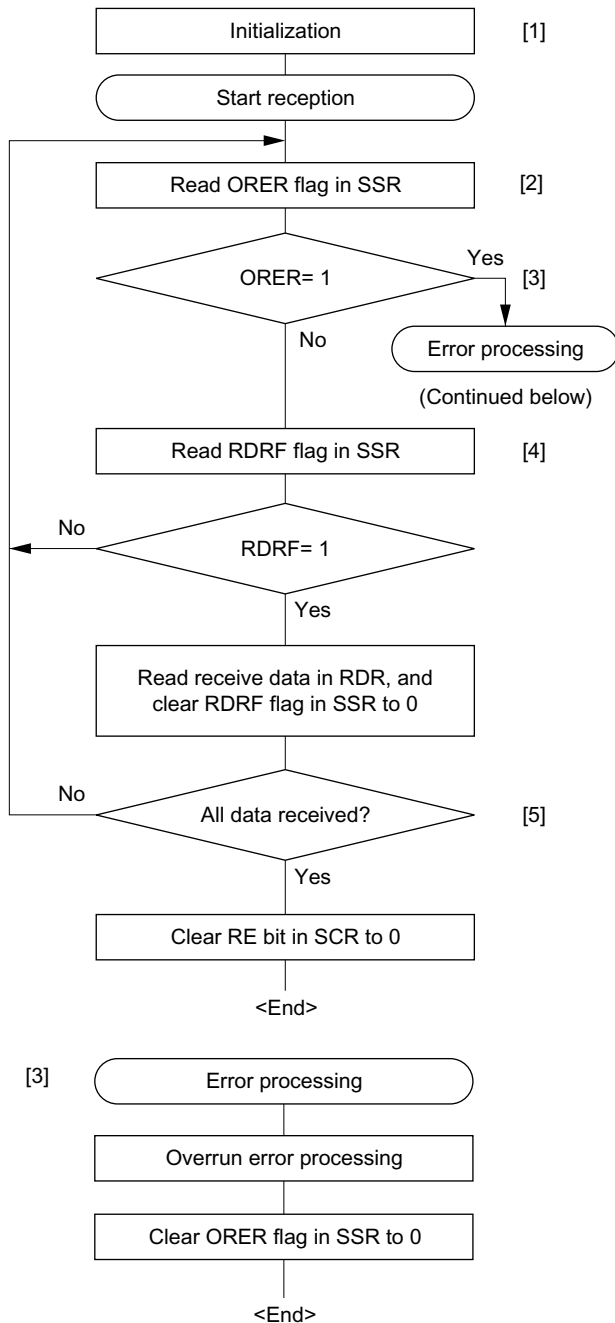 Initialization
[1]
Start reception
Read ORER flag in SSR
[2]
ORER= 1
Yes
[3]
No
Error processing
(Continued below)
Read RDRF flag in SSR
[4]
No
RDRF= 1
Yes
Read receive data in RDR, and
clear RDRF flag in SSR to 0
No
All data received?
[5]
Yes
Clear RE bit in SCR to 0
<End>
[3]
Error processing
Overrun error processing
Clear ORER flag in SSR to 0
<End>